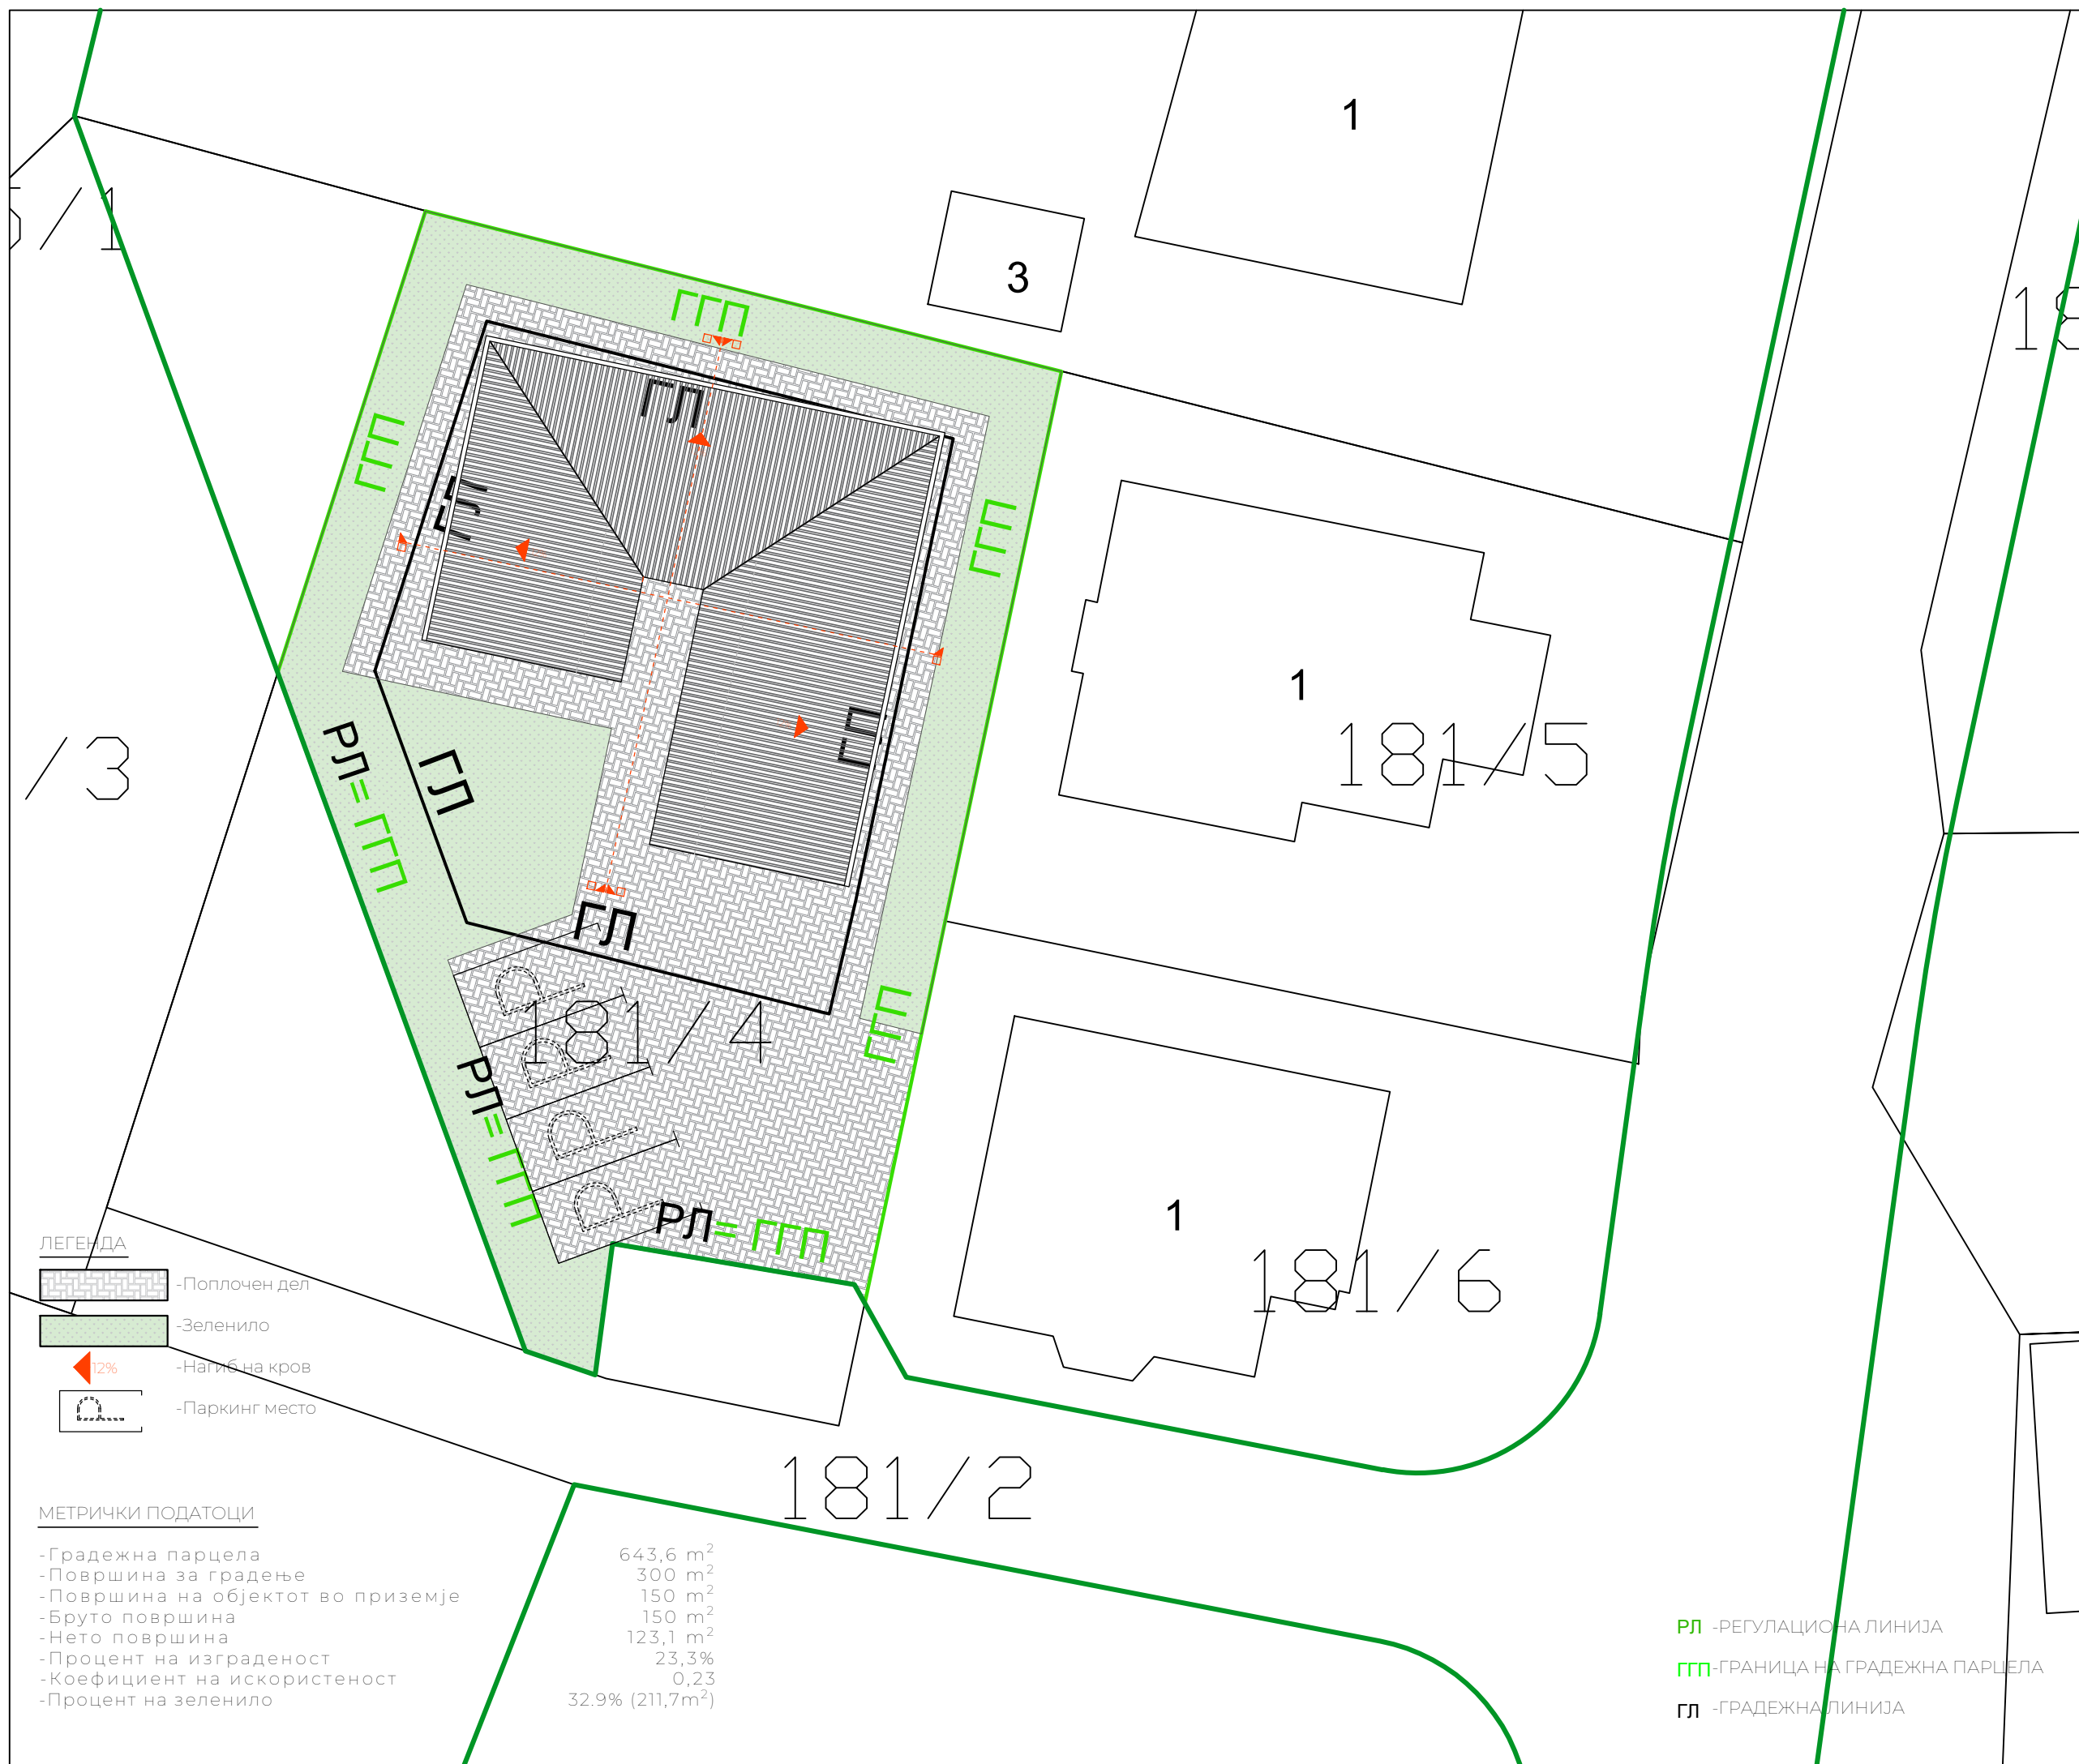 1
3
/1
ГГП
ГЛ
ГГП
ГЛ
ГГП
1
181/5
/3
РЛ=ГГП
ГЛ
ГЛ
ГЛ
P
181/4
ГГП
P
РЛ=ГГП
P
P
РЛ=ГГП
1
181/6
181/2
ЛЕГЕНДА
-Поплочен дел
-Зеленило
12% -Нагиб на кров
P -Паркинг место
МЕТРИЧКИ ПОДАТОЦИ
-Градежна парцела 643,6 m²
-Површина за градење 300 m²
-Површина на објектот во приземје 150 m²
-Бруто површина 150 m²
-Нето површина 123,1 m²
-Процент на изграденост 23,3%
-Коефициент на искористеност 0,23
-Процент на зеленило 32.9% (211,7m²)
РЛ -РЕГУЛАЦИОНА ЛИНИЈА
ГГП-ГРАНИЦА НА ГРАДЕЖНА ПАРЦЕЛА
ГЛ -ГРАДЕЖНА ЛИНИЈА